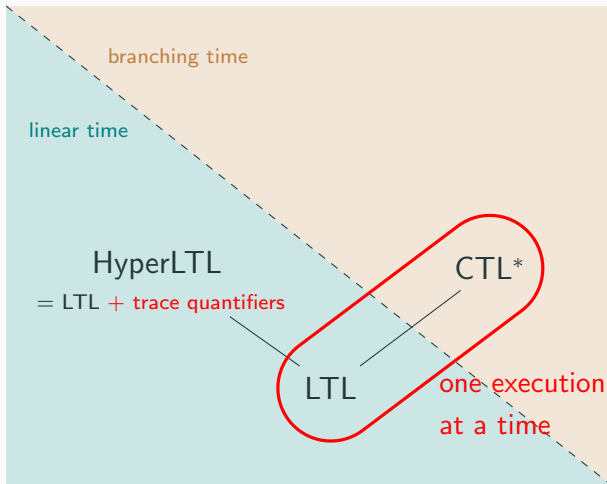 branching time
linear time
HyperLTL
CTL*
= LTL + trace quantifiers
LTL
one execution
at a time